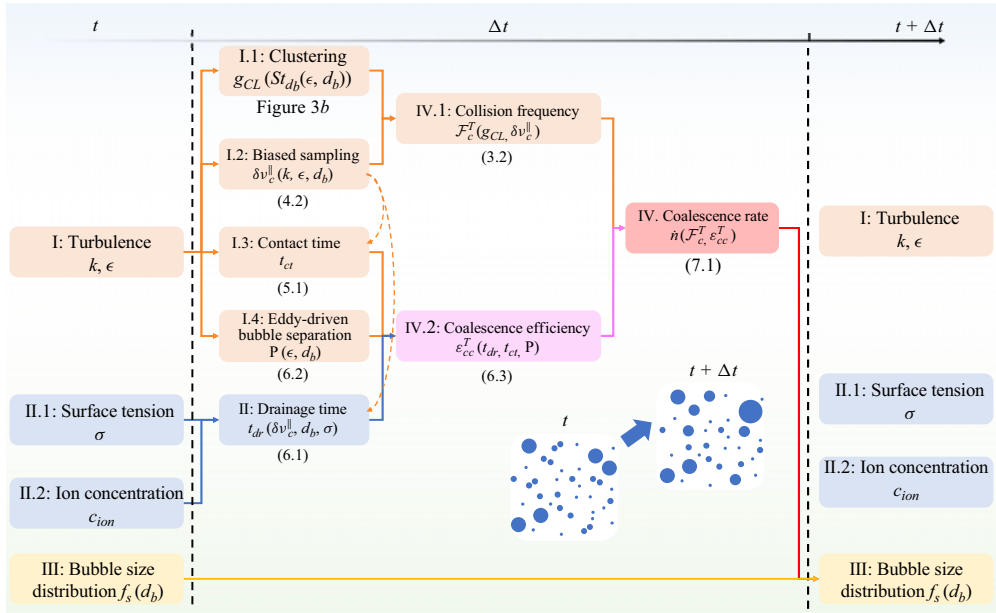 t
Δt
t + Δt
I.1: Clustering
g_CL (St_db(ϵ, d_b))
Figure 3b
I.2: Biased sampling
δν_c^∥ (k, ϵ, d_b)
(4.2)
I: Turbulence
k, ϵ
I.3: Contact time
t_ct
(5.1)
I.4: Eddy-driven
bubble separation
P (ϵ, d_b)
(6.2)
II.1: Surface tension
σ
II: Drainage time
t_dr (δν_c^∥, d_b, σ)
(6.1)
II.2: Ion concentration
c_ion
III: Bubble size
distribution f_s (d_b)
IV.1: Collision frequency
ℱ_c^T (g_CL, δν_c^∥)
(3.2)
IV.2: Coalescence efficiency
ε_cc^T (t_dr, t_ct, P)
(6.3)
IV. Coalescence rate
ṅ (ℱ_c^T, ε_cc^T)
(7.1)
t
t + Δt
I: Turbulence
k, ϵ
II.1: Surface tension
σ
II.2: Ion concentration
c_ion
III: Bubble size
distribution f_s (d_b)